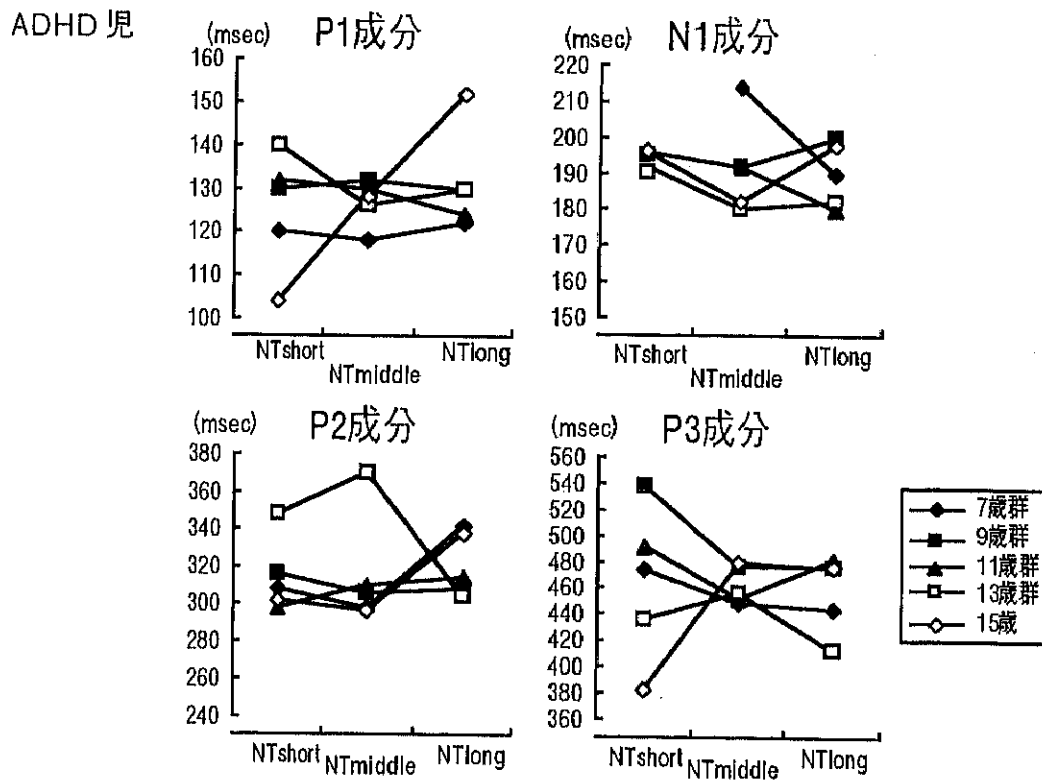 ADHD児
P1成分
(msec)
160
150
140
130
120
110
100
NTshort
NTmiddle
NTlong
N1成分
(msec)
220
210
200
190
180
170
160
150
NTshort
NTmiddle
NTlong
P2成分
(msec)
380
360
340
320
300
280
260
240
NTshort
NTmiddle
NTlong
P3成分
(msec)
560
540
520
500
480
460
440
420
400
380
360
NTshort
NTmiddle
NTlong
7歳群
9歳群
11歳群
13歳群
15歳